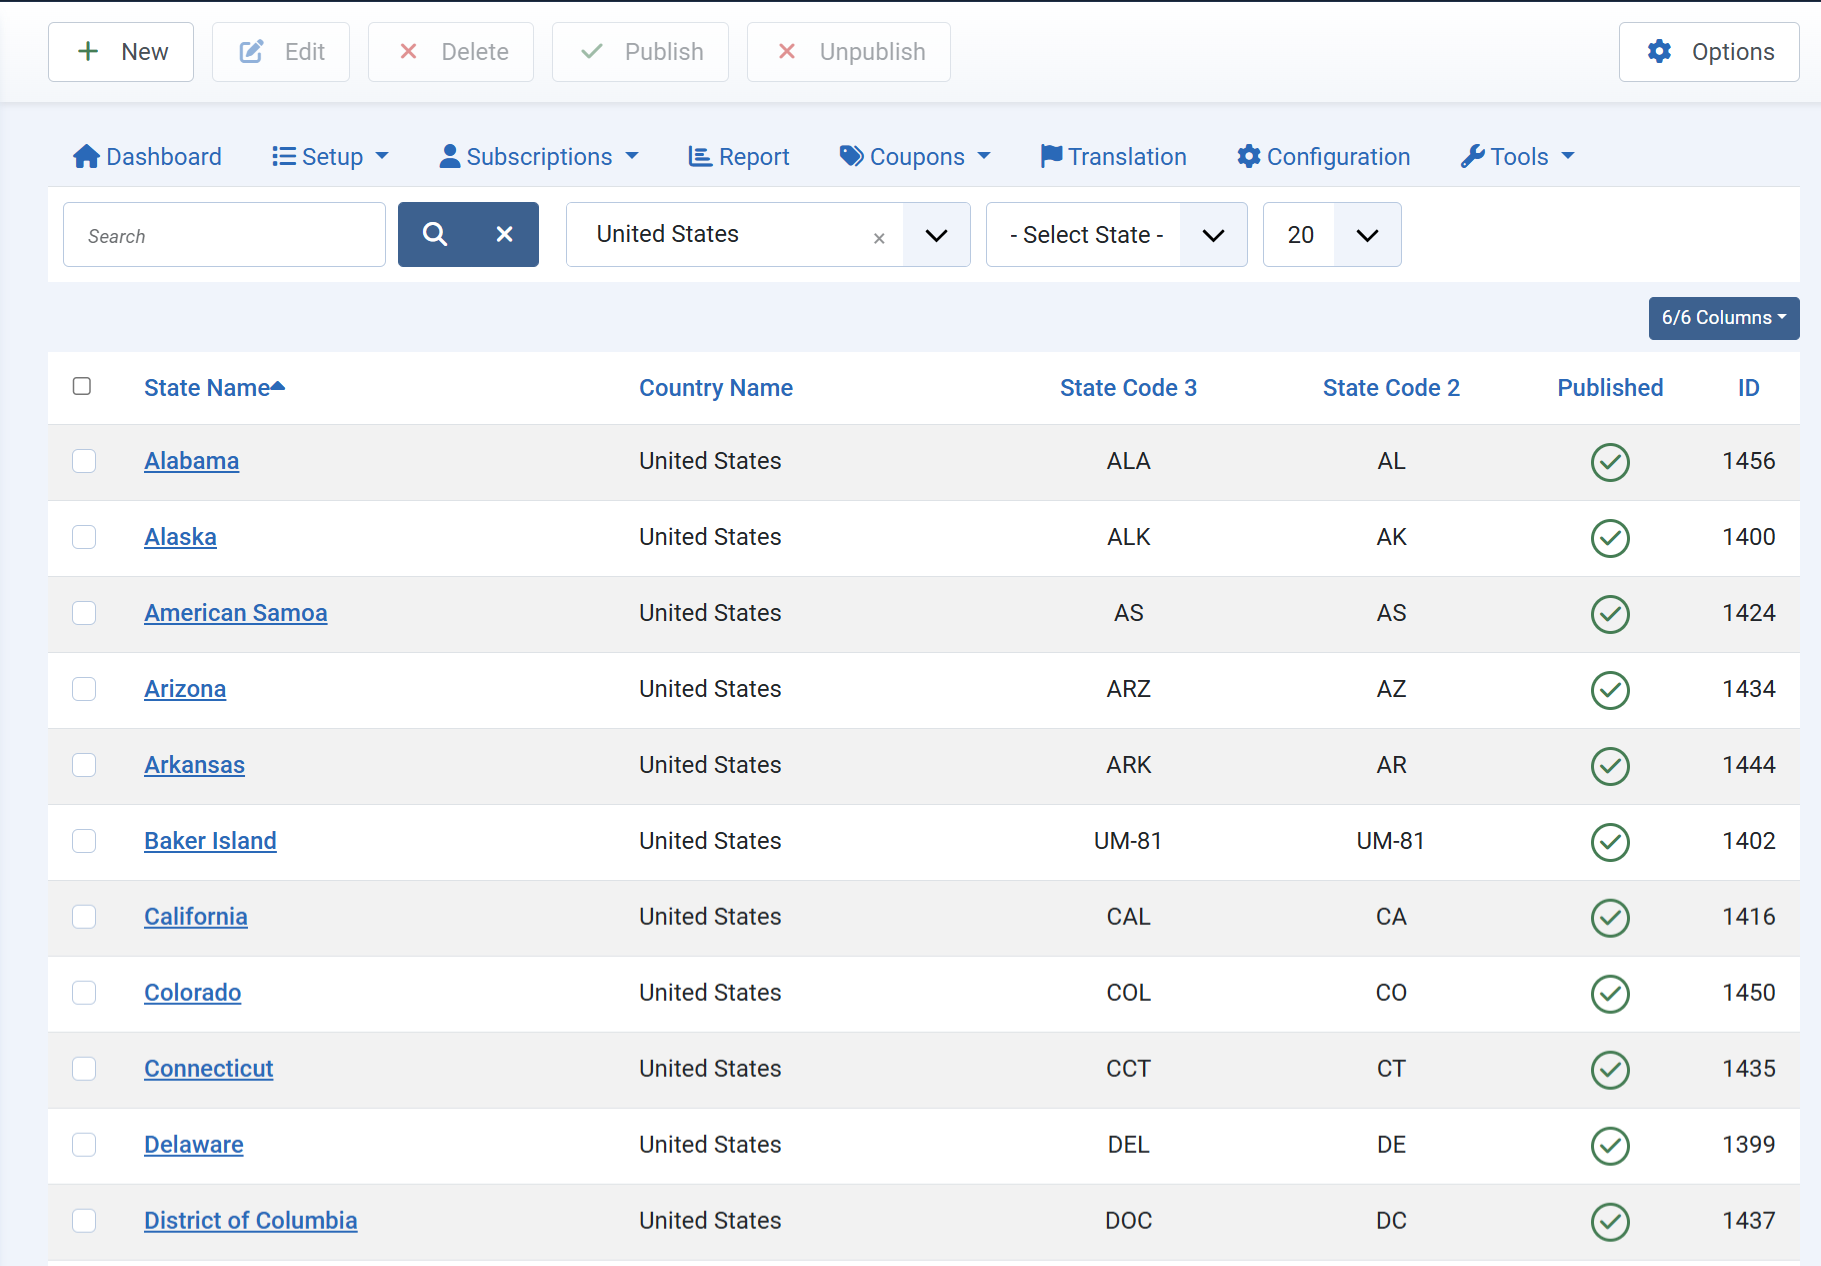 New Edit Delete Publish Unpublish Options
Dashboard Setup Subscriptions Report Coupons Translation Configuration Tools
Search United States × - Select State - 20
6/6 Columns
State Name Country Name State Code 3 State Code 2 Published ID
Alabama United States ALA AL 1456
Alaska United States ALK AK 1400
American Samoa United States AS AS 1424
Arizona United States ARZ AZ 1434
Arkansas United States ARK AR 1444
Baker Island United States UM-81 UM-81 1402
California United States CAL CA 1416
Colorado United States COL CO 1450
Connecticut United States CCT CT 1435
Delaware United States DEL DE 1399
District of Columbia United States DOC DC 1437